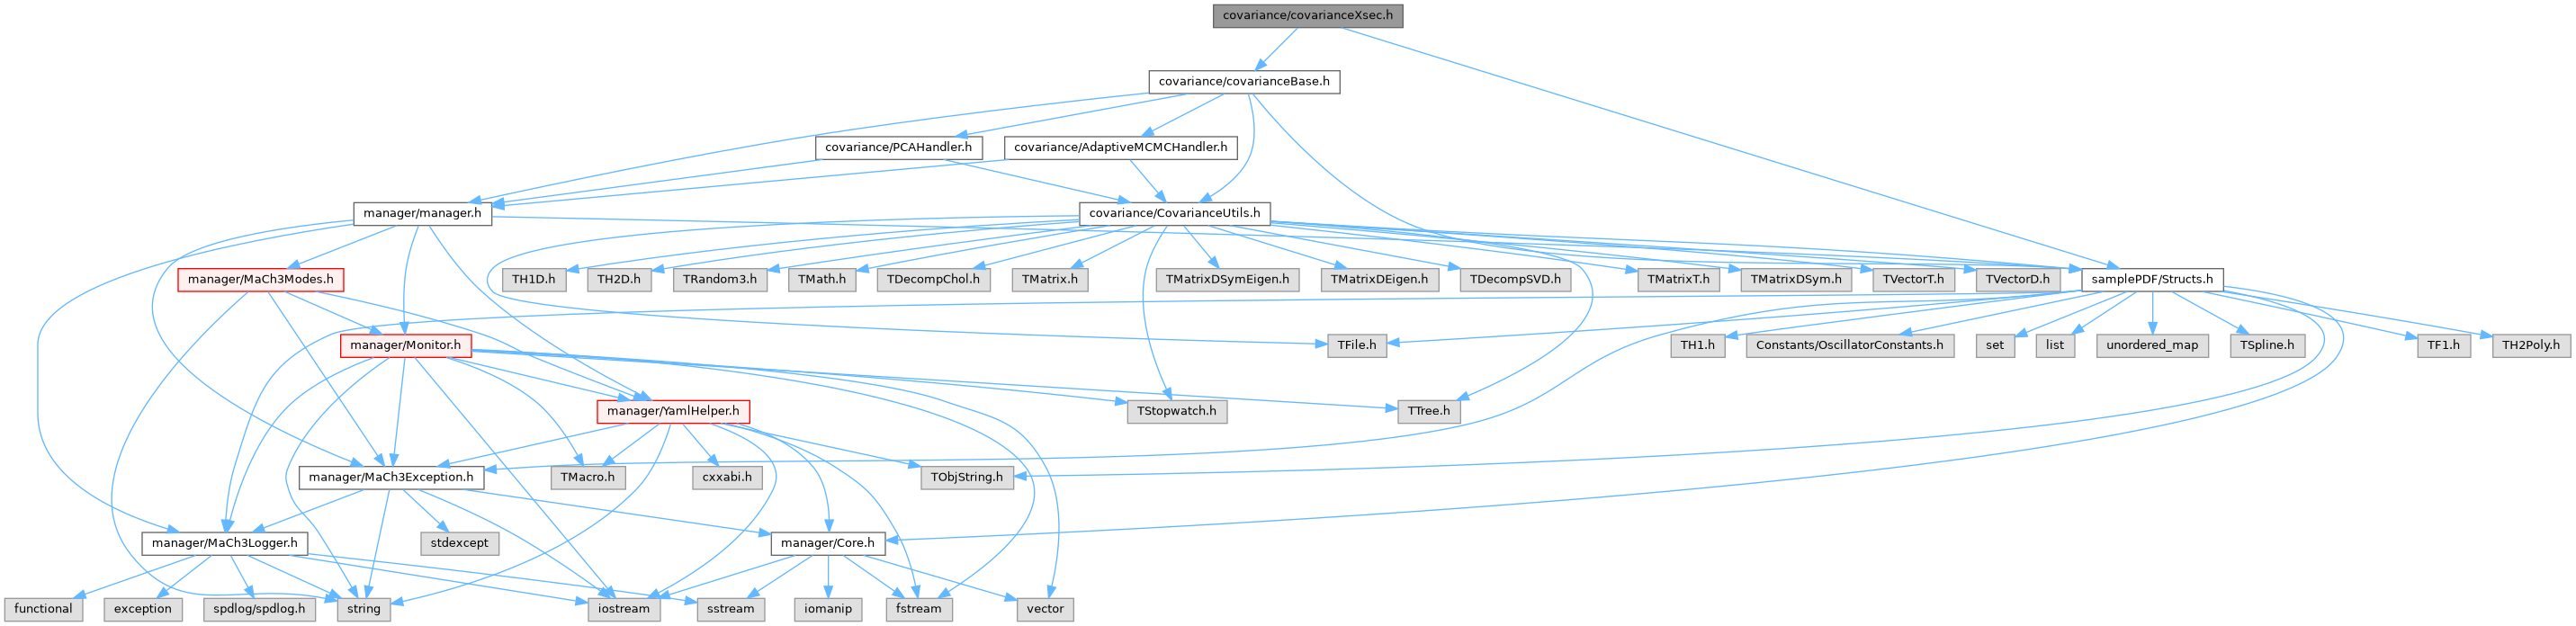 covariance/covarianceXsec.h
covariance/covarianceBase.h
covariance/PCAHandler.h
covariance/AdaptiveMCMCHandler.h
manager/manager.h
covariance/CovarianceUtils.h
manager/MaCh3Modes.h
TH1D.h
TH2D.h
TRandom3.h
TMath.h
TDecompChol.h
TMatrix.h
TMatrixDSymEigen.h
TMatrixDEigen.h
TDecompSVD.h
TMatrixT.h
TMatrixDSym.h
TVectorT.h
TVectorD.h
samplePDF/Structs.h
manager/Monitor.h
TFile.h
TH1.h
Constants/OscillatorConstants.h
set
list
unordered_map
TSpline.h
TF1.h
TH2Poly.h
manager/YamlHelper.h
TStopwatch.h
TTree.h
manager/MaCh3Exception.h
TMacro.h
cxxabi.h
TObjString.h
manager/MaCh3Logger.h
stdexcept
manager/Core.h
functional
exception
spdlog/spdlog.h
string
iostream
sstream
iomanip
fstream
vector